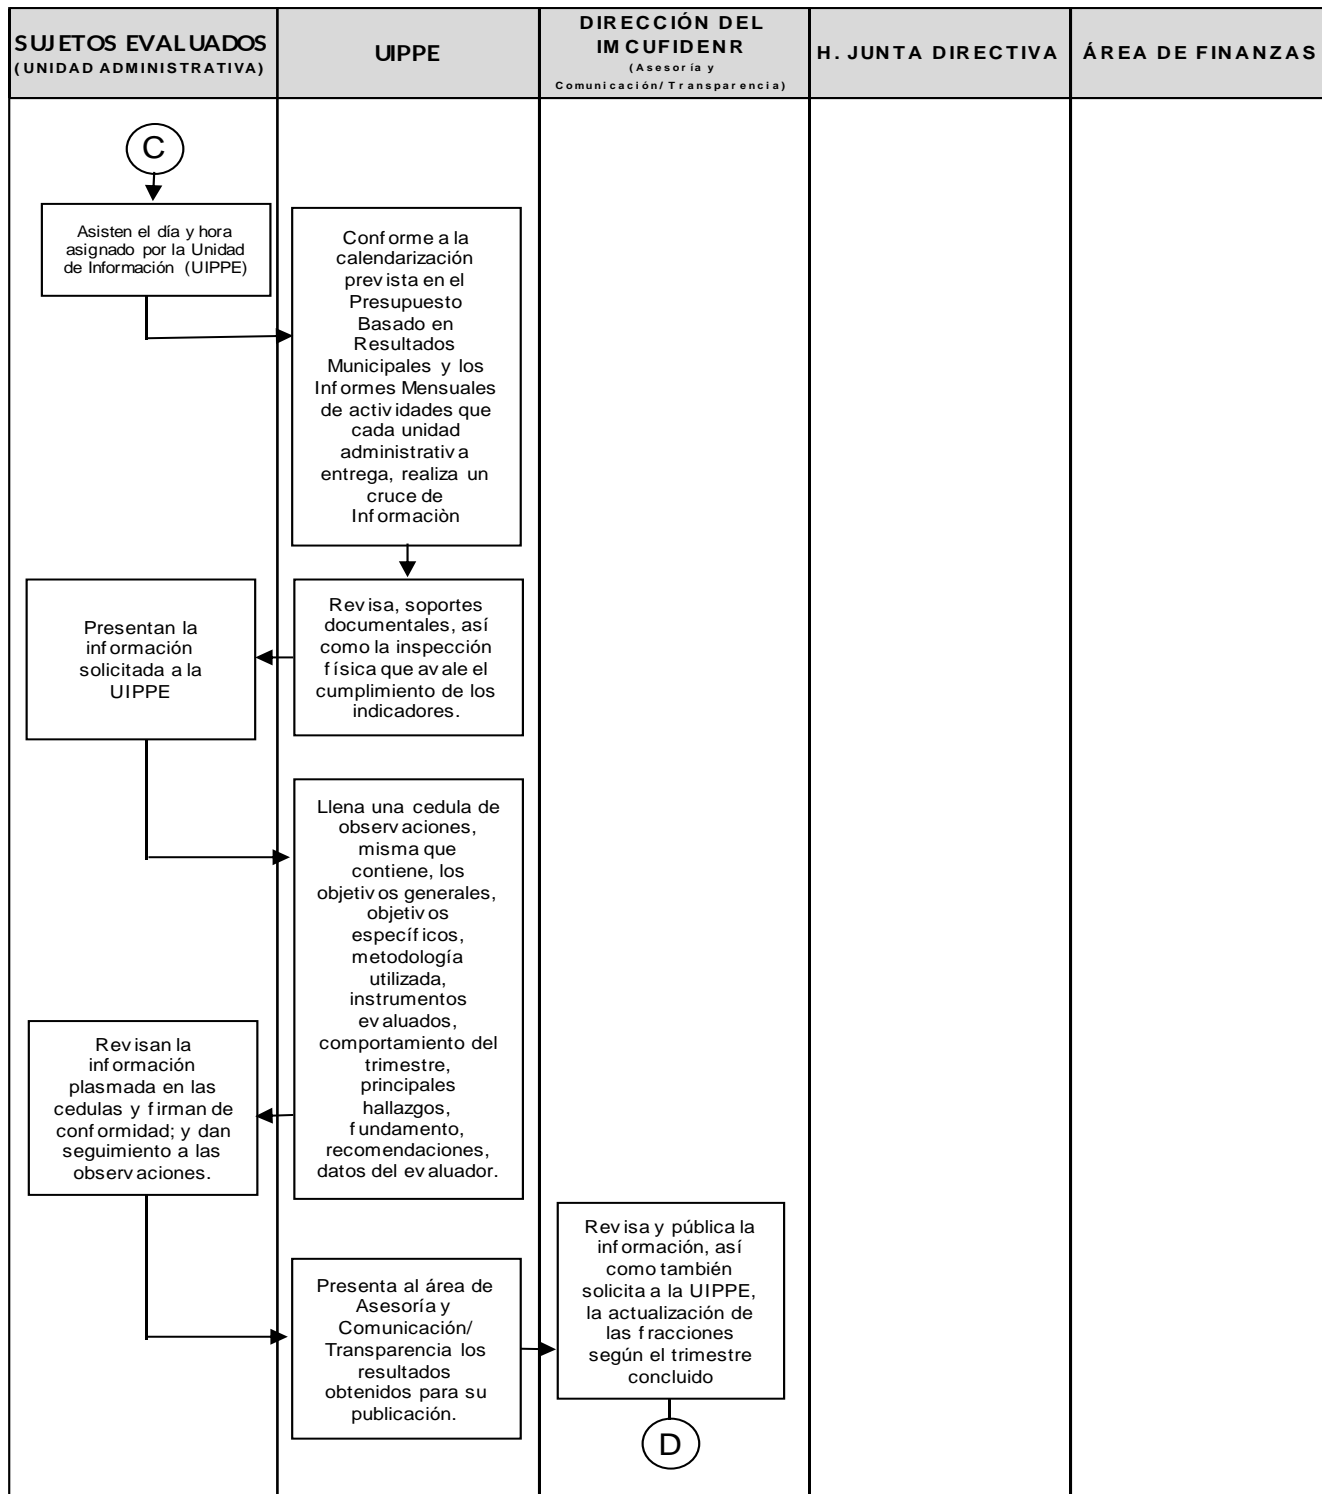 SUJETOS EVALUADOS
(UNIDAD ADMINISTRATIVA)
UIPPE
DIRECCIÓN DEL
IMCUFIDENR
(Asesoría y
Comunicación/Transparencia)
H. JUNTA DIRECTIVA
ÁREA DE FINANZAS
C
Asisten el día y hora
asignado por la Unidad
de Información (UIPPE)
Conforme a la
calendarización
prevista en el
Presupuesto
Basado en
Resultados
Municipales y los
Informes Mensuales
de actividades que
cada unidad
administrativa
entrega, realiza un
cruce de
Informaciòn
Revisa, soportes
documentales, así
como la inspección
física que avale el
cumplimiento de los
indicadores.
Presentan la
información
solicitada a la
UIPPE
Llena una cedula de
observaciones,
misma que
contiene, los
objetivos generales,
objetivos
específicos,
metodología
utilizada,
instrumentos
evaluados,
comportamiento del
trimestre,
principales
hallazgos,
fundamento,
recomendaciones,
datos del evaluador.
Revisan la
información
plasmada en las
cedulas y firman de
conformidad; y dan
seguimiento a las
observaciones.
Presenta al área de
Asesoría y
Comunicación/
Transparencia los
resultados
obtenidos para su
publicación.
Revisa y pública la
información, así
como también
solicita a la UIPPE,
la actualización de
las fracciones
según el trimestre
concluido
D